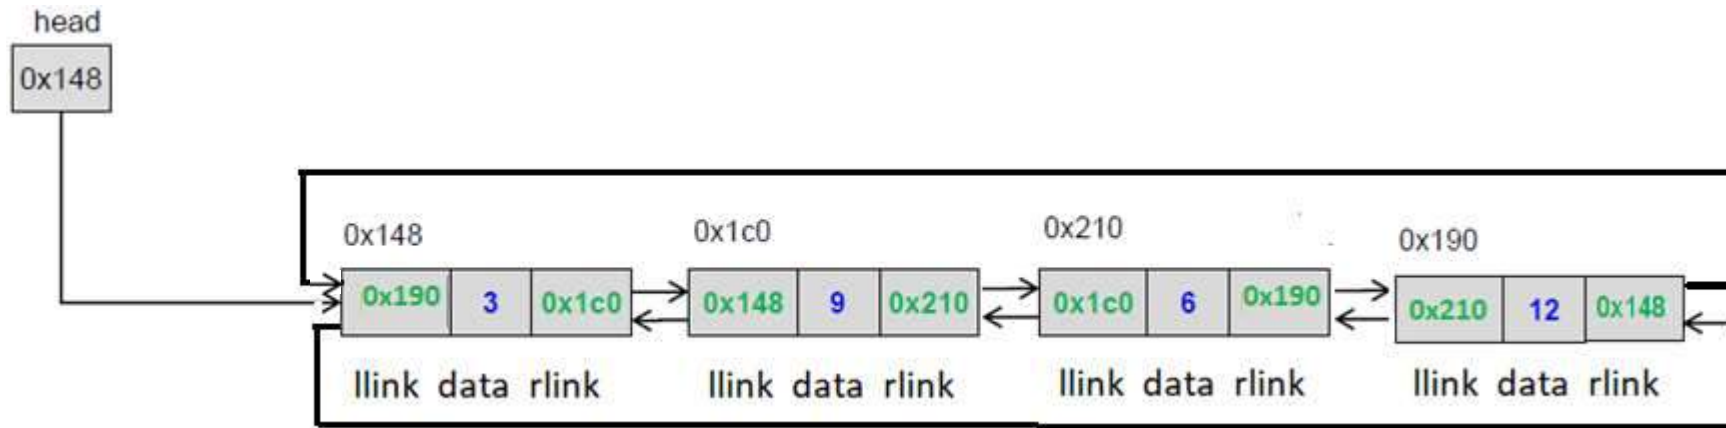 head
0x148
0x148 0x1c0 0x210 0x190
0x190 3 0x1c0 0x148 9 0x210 0x1c0 6 0x190 0x210 12 0x148
llink data rlink llink data rlink llink data rlink llink data rlink